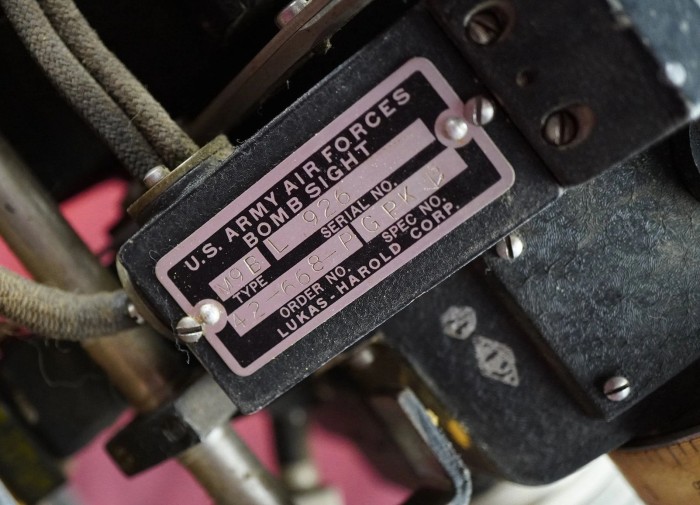 U.S. ARMY AIR FORCES
BOMBSIGHT
M9B L 926
TYPE SERIAL NO.
42-668-P GPK D
ORDER NO. SPEC NO.
LUKAS-HAROLD CORP.